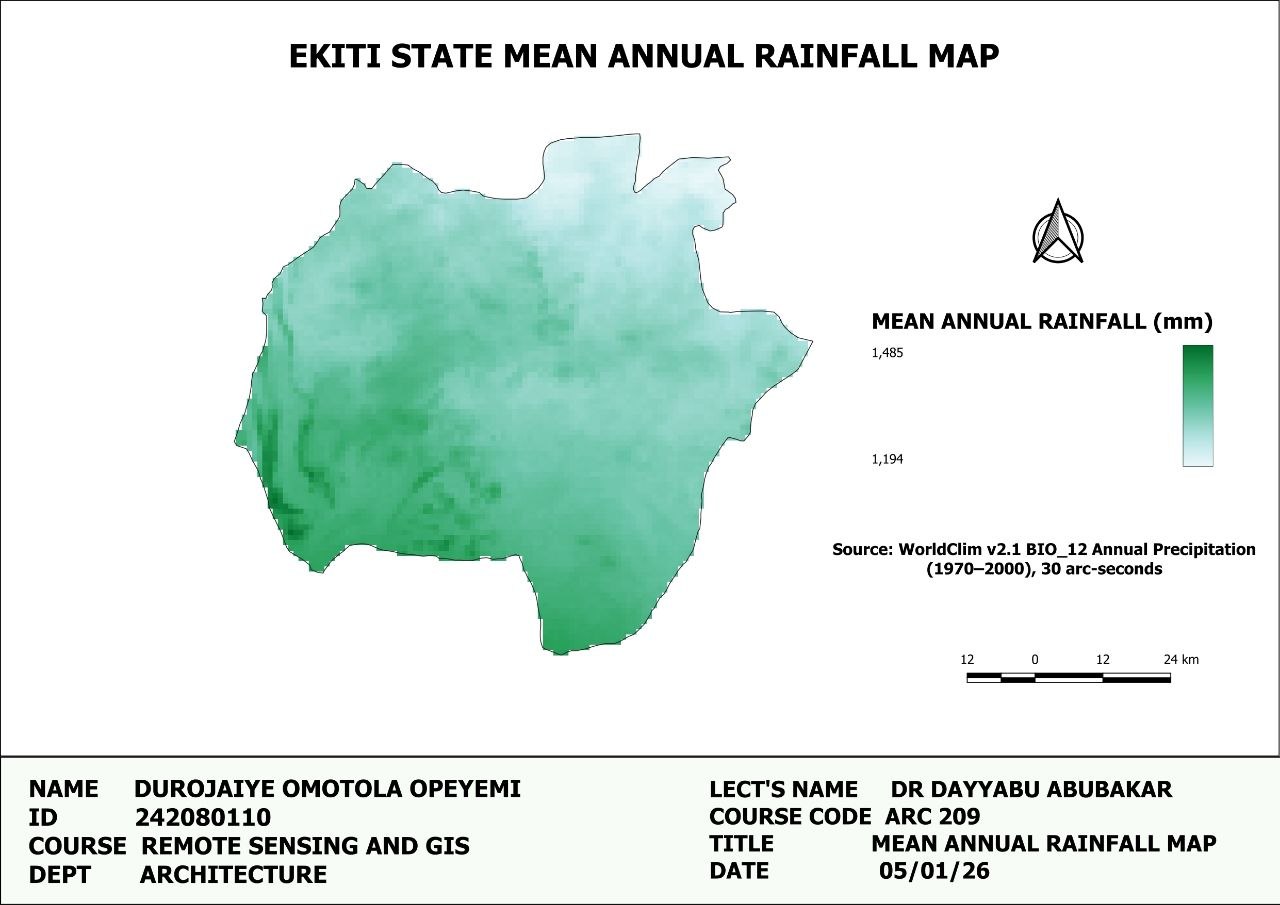 EKITI STATE MEAN ANNUAL RAINFALL MAP
MEAN ANNUAL RAINFALL (mm)
1,485
1,194
Source: WorldClim v2.1 BIO_12 Annual Precipitation
(1970–2000), 30 arc-seconds
12 0 12 24 km
NAME DUROJAIYE OMOTOLA OPEYEMI
ID 242080110
COURSE REMOTE SENSING AND GIS
DEPT ARCHITECTURE
LECT'S NAME DR DAYYABU ABUBAKAR
COURSE CODE ARC 209
TITLE MEAN ANNUAL RAINFALL MAP
DATE 05/01/26